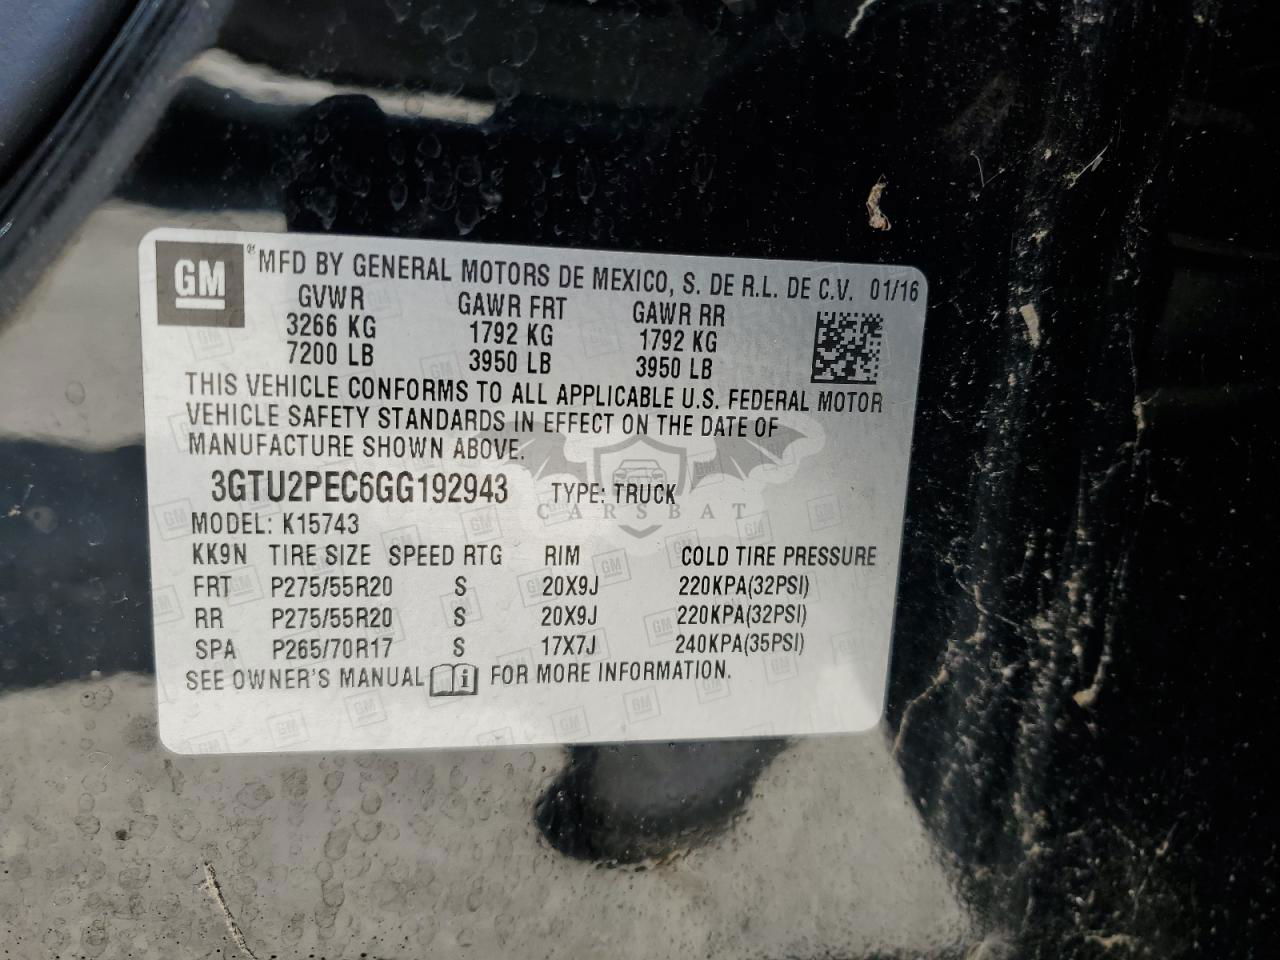 GM ® MFD BY GENERAL MOTORS DE MEXICO, S. DE R.L. DE C.V. 01/16
GVWR GAWR FRT GAWR RR
3266 KG 1792 KG 1792 KG
7200 LB 3950 LB 3950 LB
THIS VEHICLE CONFORMS TO ALL APPLICABLE U.S. FEDERAL MOTOR
VEHICLE SAFETY STANDARDS IN EFFECT ON THE DATE OF
MANUFACTURE SHOWN ABOVE.
3GTU2PEC6GG192943 TYPE: TRUCK
CARSBAT
MODEL: K15743
KK9N TIRE SIZE SPEED RTG RIM COLD TIRE PRESSURE
FRT P275/55R20 S 20X9J 220KPA(32PSI)
RR P275/55R20 S 20X9J 220KPA(32PSI)
SPA P265/70R17 S 17X7J 240KPA(35PSI)
SEE OWNER'S MANUAL i FOR MORE INFORMATION.